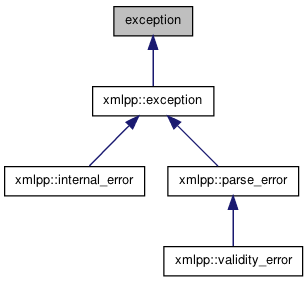 exception
xmlpp::exception
xmlpp::internal_error
xmlpp::parse_error
xmlpp::validity_error